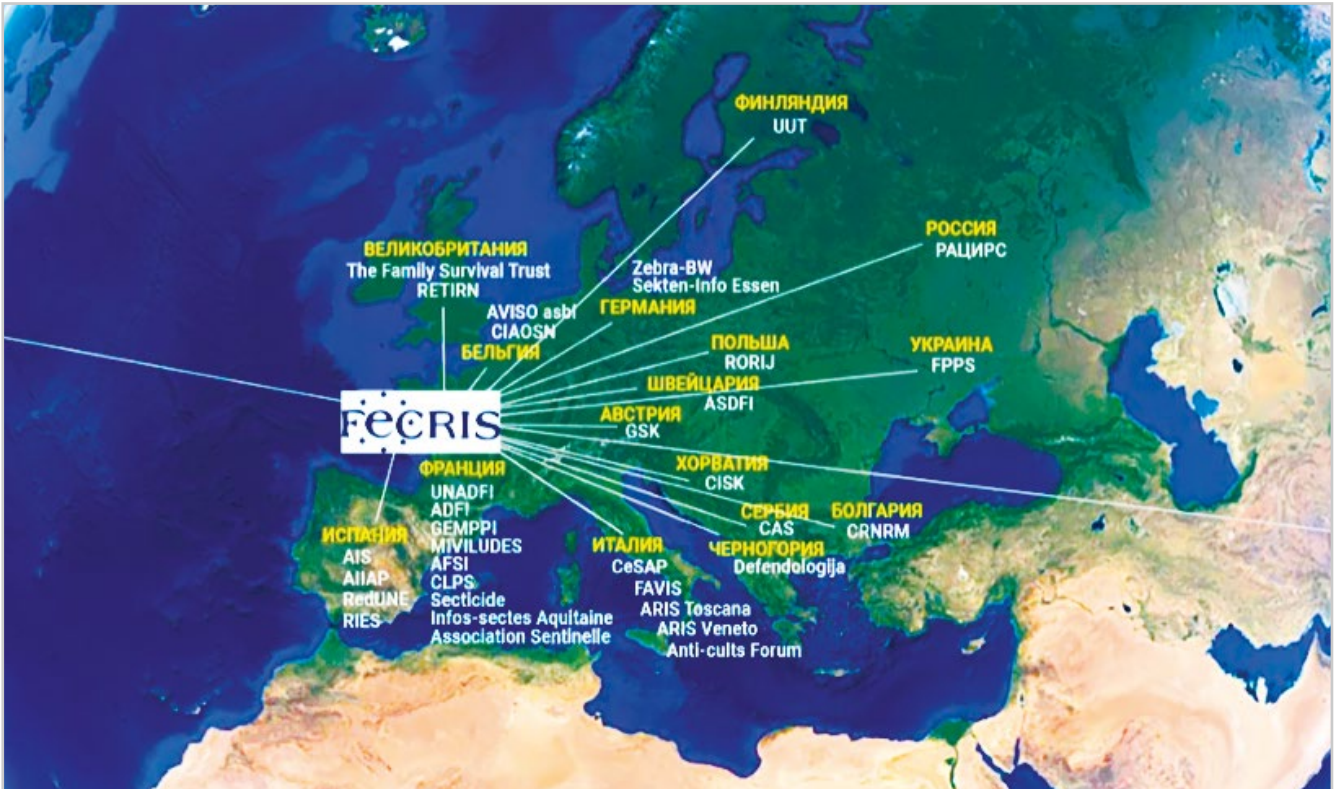 ФИНЛЯНДИЯ
UUT
РОССИЯ
РАЦИРС
ВЕЛИКОБРИТАНИЯ
The Family Survival Trust
RETIRN
Zebra-BW
Sekten-Info Essen
ГЕРМАНИЯ
AVISO asbl
CIAOSN
БЕЛЬГИЯ
ПОЛЬША
RORIJ
УКРАИНА
FPPS
ШВЕЙЦАРИЯ
ASDFI
FECRIS
АВСТРИЯ
GSK
ХОРВАТИЯ
CISK
СЕРБИЯ
CAS
БОЛГАРИЯ
CRNRM
ЧЕРНОГОРИЯ
Defendologija
ФРАНЦИЯ
UNADFI
ADFI
GEMPPI
MIVILUDES
AFSI
CLPS
Secticide
Infos-sectes Aquitaine
Association Sentinelle
ИСПАНИЯ
AIS
AIIAP
RedUNE
RIES
ИТАЛИЯ
CeSAP
FAVIS
ARIS Toscana
ARIS Veneto
Anti-cults Forum